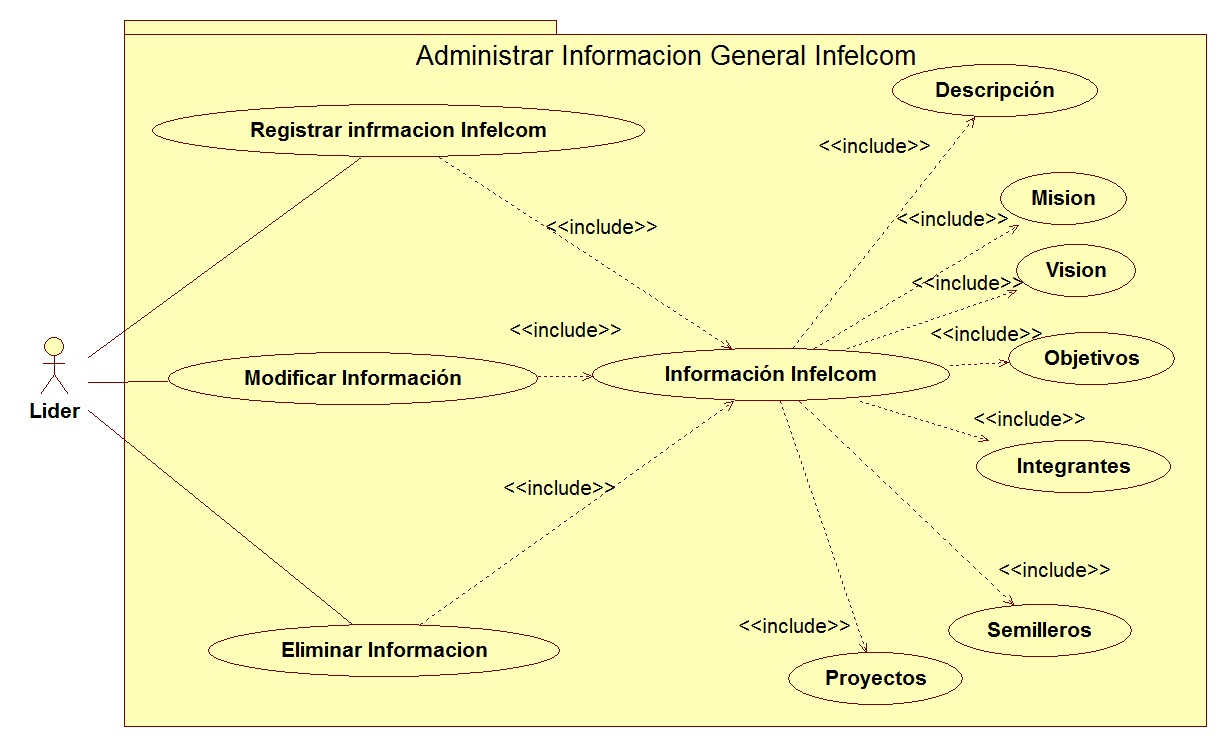 Administrar Informacion General Infelcom
Descripción
Registrar infrmacion Infelcom
<<include>>
Mision
<<include>>
<<include>>
Vision
<<include>>
<<include>>
<<include>>
Objetivos
Modificar Información
Información Infelcom
Lider
<<include>>
Integrantes
<<include>>
<<include>>
<<include>>
Semilleros
Eliminar Informacion
Proyectos